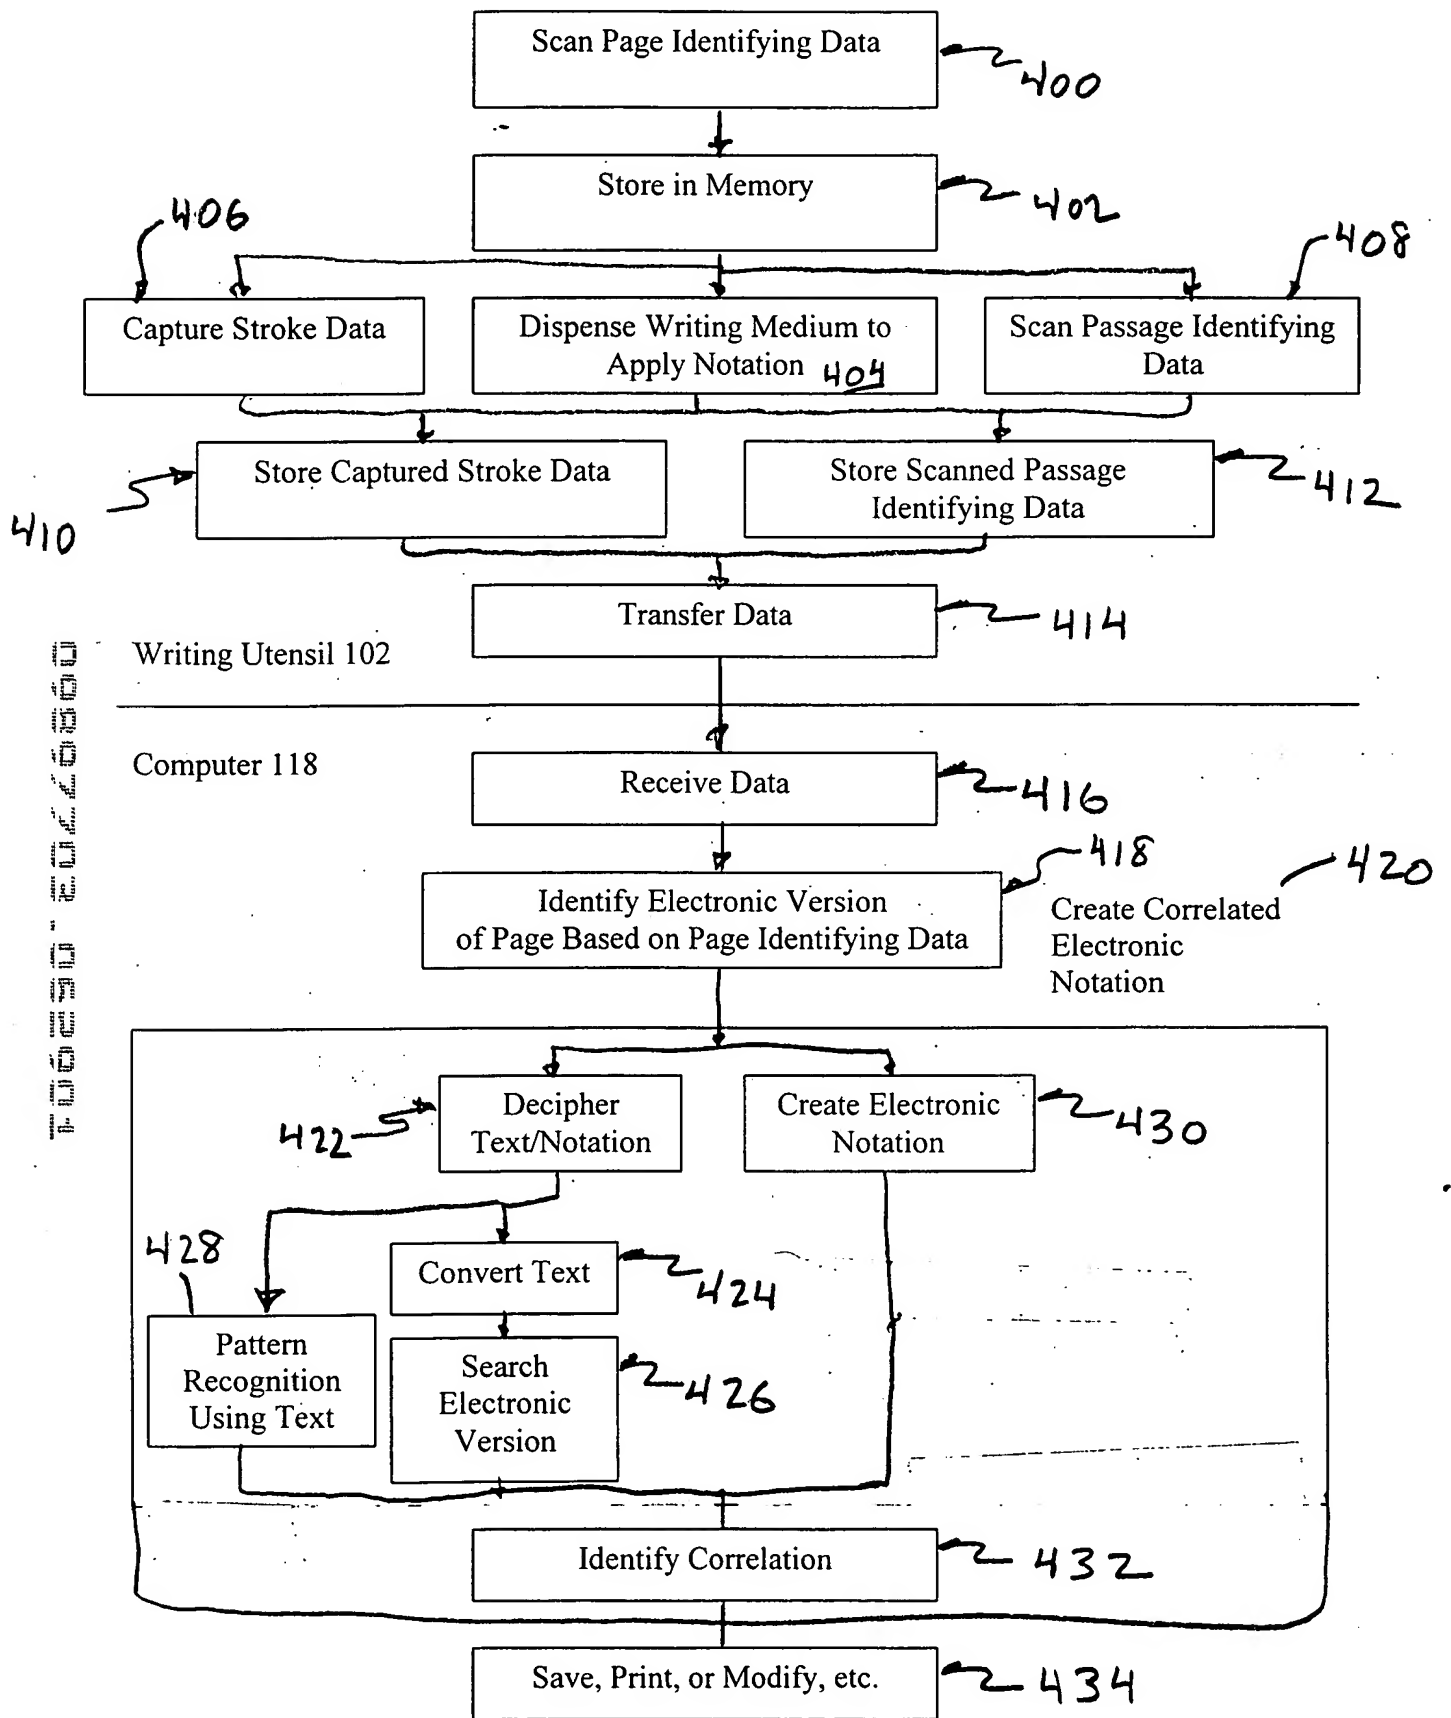 Scan Page Identifying Data
400
Store in Memory
402
406
408
Capture Stroke Data
Dispense Writing Medium to
Apply Notation 404
Scan Passage Identifying
Data
Store Captured Stroke Data
410
Store Scanned Passage
Identifying Data
412
Transfer Data
414
Writing Utensil 102
Computer 118
Receive Data
416
418
Identify Electronic Version
of Page Based on Page Identifying Data
420
Create Correlated
Electronic
Notation
Decipher
Text/Notation
422
Create Electronic
Notation
430
428
Convert Text
424
Pattern
Recognition
Using Text
Search
Electronic
Version
426
Identify Correlation
432
Save, Print, or Modify, etc.
434